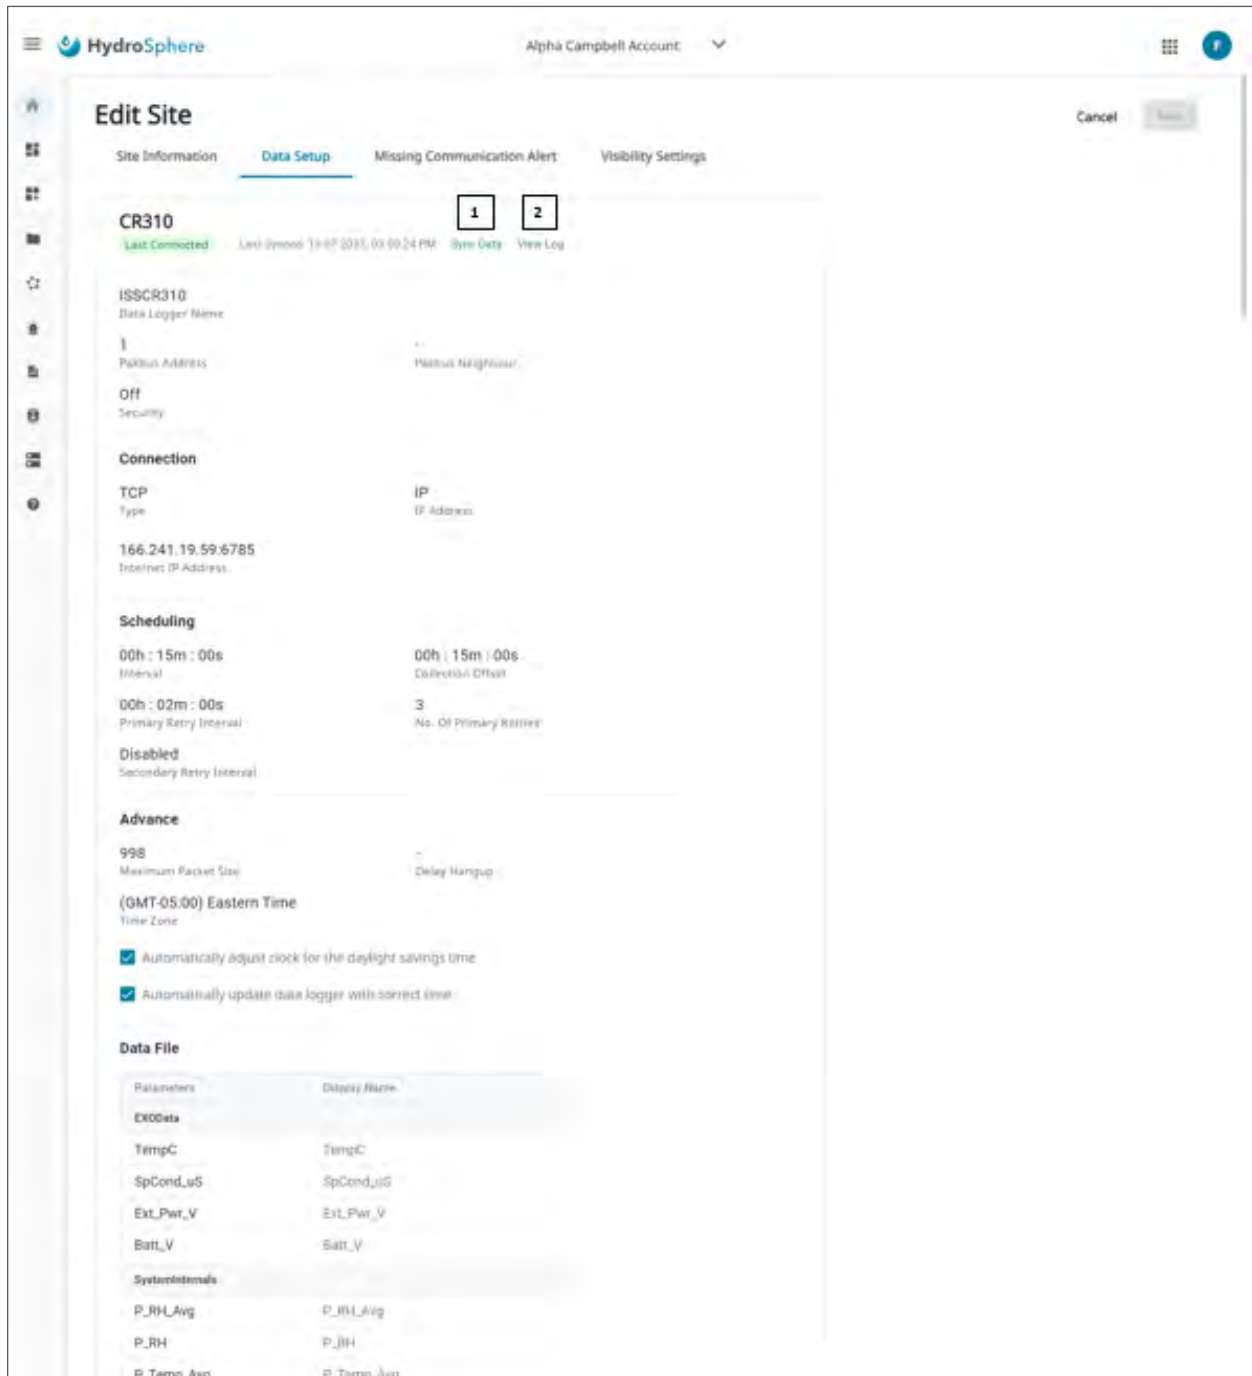 HydroSphere
Alpha Campbell Account
F
Edit Site
Cancel
Site Information Data Setup Missing Communication Alert Visibility Settings
1 2
CR310
Last Connected Last Synced PM Sync Data View Log
ISSCR310
Data Logger Name
1 -
Pakbus Address Pakbus Neighbour
Off
Security
Connection
TCP IP
Type IP Address
166.241.19.59:6785
Internet IP Address
Scheduling
00h : 15m : 00s 00h : 15m : 00s
Interval Collection Offset
00h : 02m : 00s 3
Primary Retry Interval No. Of Primary Retries
Disabled
Secondary Retry Interval
Advance
998 -
Maximum Packet Size Delay Hangup
(GMT-05:00) Eastern Time
Time Zone
Automatically adjust clock for the daylight savings time
Automatically update data logger with correct time
Data File
Parameters Display Name
EXOData
TempC TempC
SpCond_uS SpCond_uS
Ext_Pwr_V Ext_Pwr_V
Batt_V Batt_V
SystemInternals
P_RH_Avg P_RH_Avg
P_RH P_RH
P_Temp_Avg P_Temp_Avg